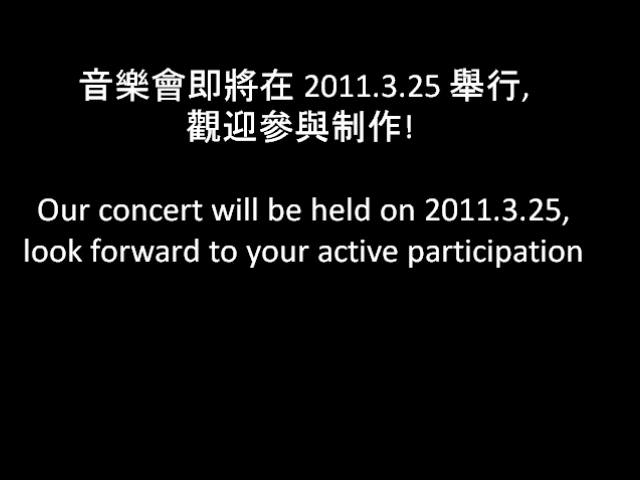 音樂會即將在 2011.3.25 舉行,
觀迎參與制作!
Our concert will be held on 2011.3.25,
look forward to your active participation